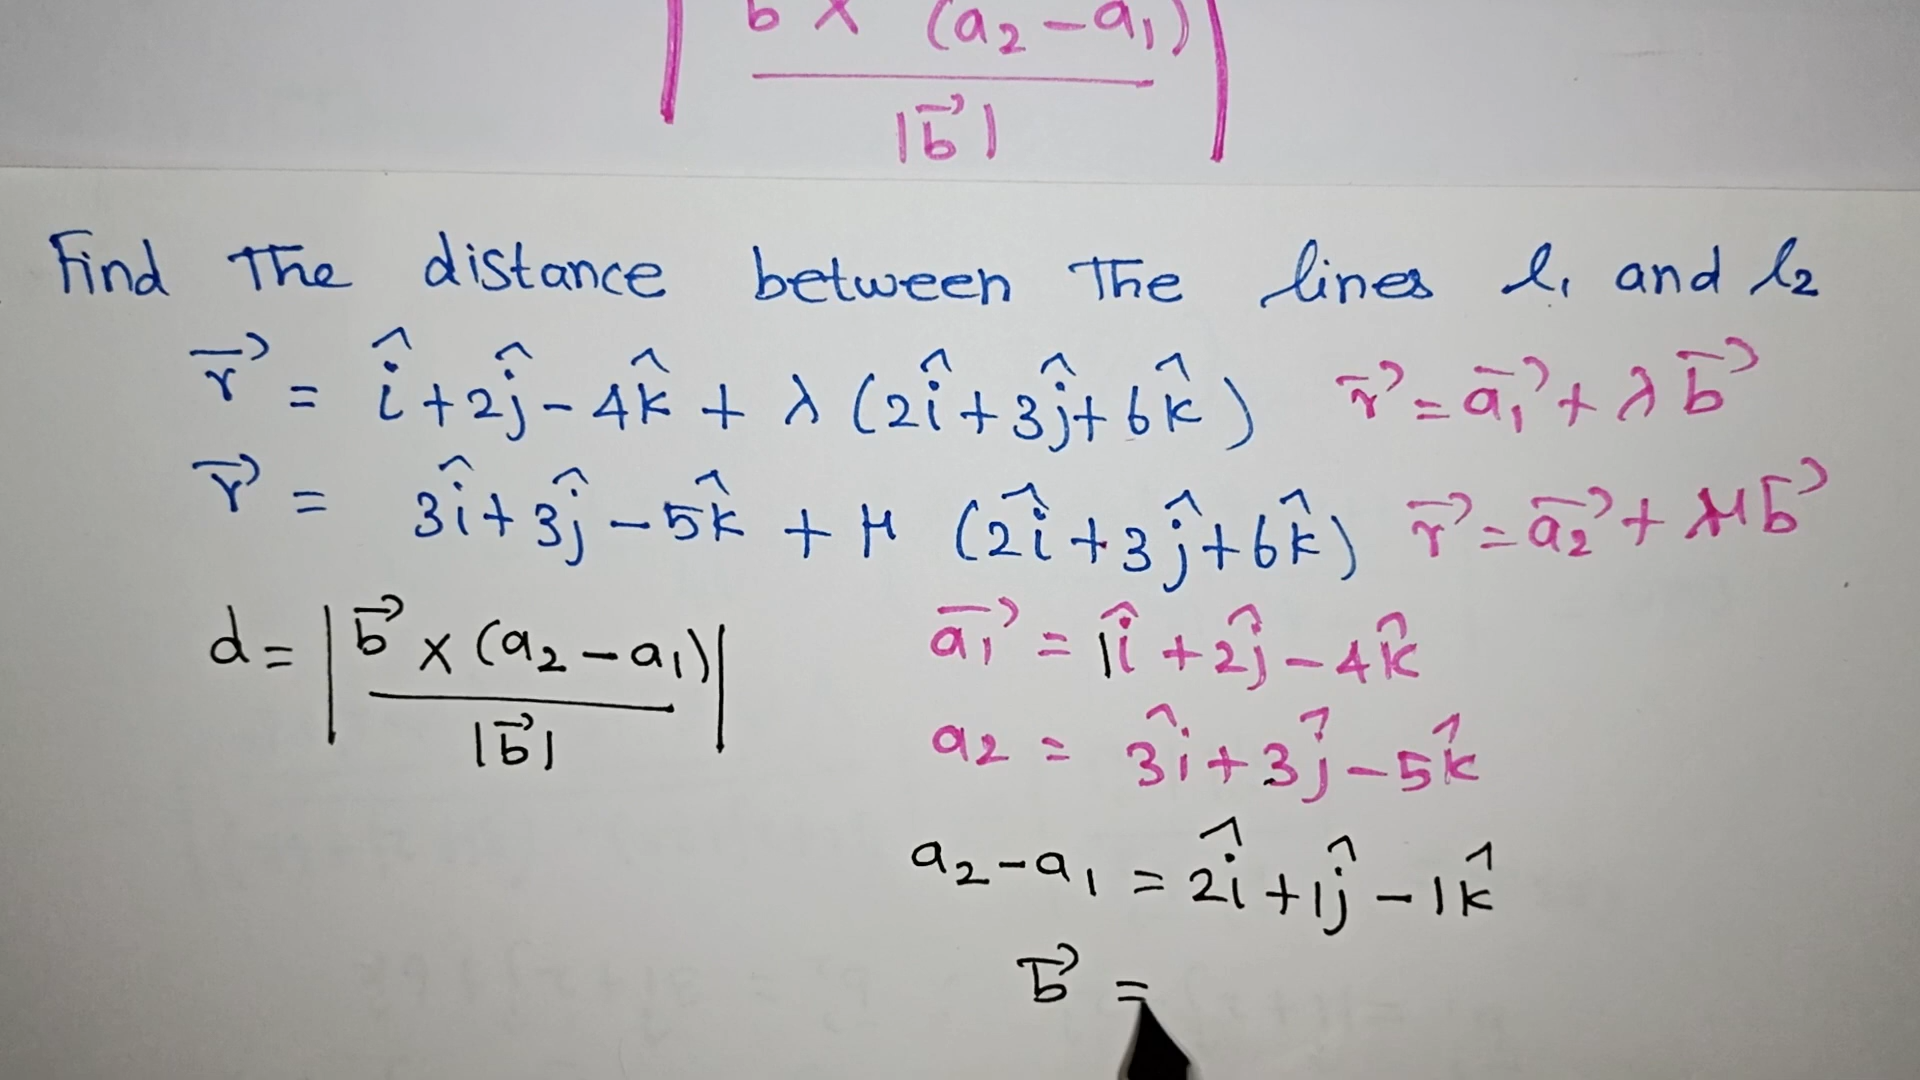 b × (a₂ - a₁)
|b⃗|
Find The distance between The lines l₁ and l₂
r⃗ = î + 2ĵ - 4k̂ + λ (2î + 3ĵ + 6k̂) r⃗ = a⃗₁ + λ b⃗
r⃗ = 3î + 3ĵ - 5k̂ + μ (2î + 3ĵ + 6k̂) r⃗ = a⃗₂ + μ b⃗
d = | b⃗ × (a₂ - a₁) / |b⃗| |
a⃗₁ = 1î + 2ĵ - 4k̂
a₂ = 3î + 3ĵ - 5k̂
a₂ - a₁ = 2î + 1ĵ - 1k̂
b⃗ =